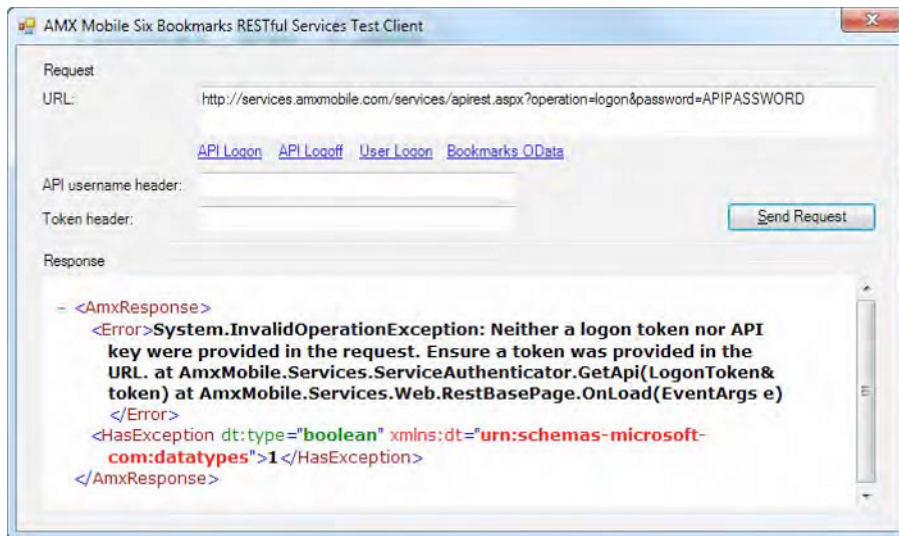 AMX Mobile Six Bookmarks RESTful Services Test Client
Request
URL: http://services.amxmobile.com/services/apirest.aspx?operation=logon&password=APIPASSWORD
API Logon API Logoff User Logon Bookmarks OData
API username header:
Token header:
Send Request
Response
- <AmxResponse>
<Error>System.InvalidOperationException: Neither a logon token nor API
key were provided in the request. Ensure a token was provided in the
URL. at AmxMobile.Services.ServiceAuthenticator.GetApi(LogonToken&
token) at AmxMobile.Services.Web.RestBasePage.OnLoad(EventArgs e)
</Error>
<HasException dt:type="boolean" xmlns:dt="urn:schemas-microsoft-
com:datatypes">1</HasException>
</AmxResponse>